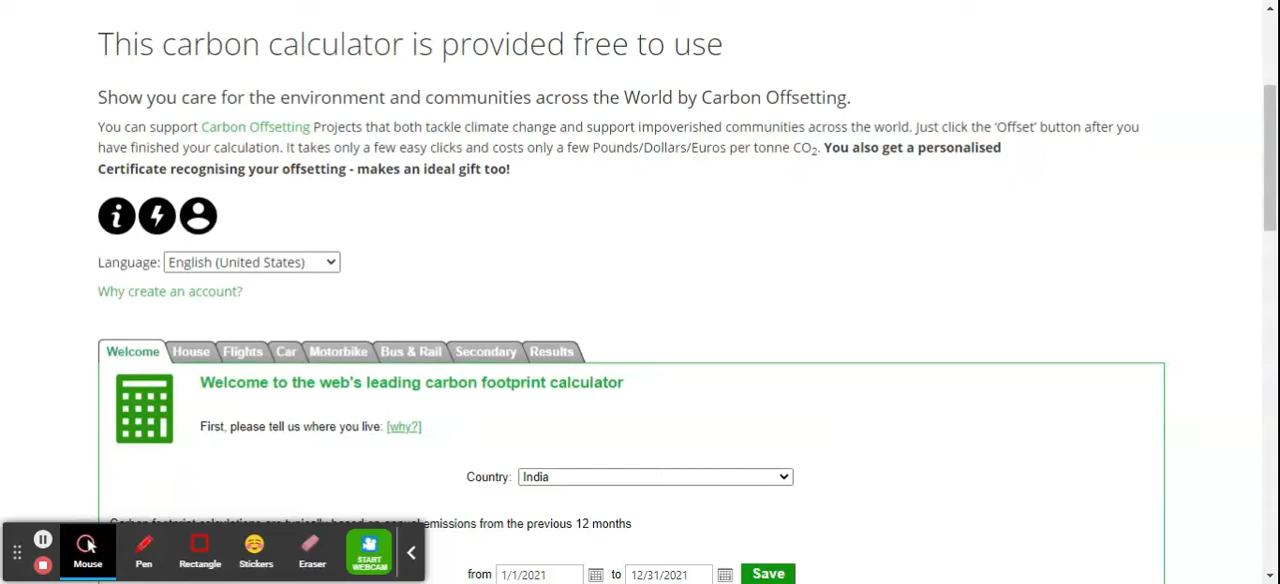 This carbon calculator is provided free to use
Show you care for the environment and communities across the World by Carbon Offsetting.
You can support Carbon Offsetting Projects that both tackle climate change and support impoverished communities across the world. Just click the 'Offset' button after you
have finished your calculation. It takes only a few easy clicks and costs only a few Pounds/Dollars/Euros per tonne CO2. You also get a personalised
Certificate recognising your offsetting - makes an ideal gift too!
Language: English (United States)
Why create an account?
Welcome House Flights Car Motorbike Bus & Rail Secondary Results
Welcome to the web's leading carbon footprint calculator
First, please tell us where you live: [why?]
Country: India
emissions from the previous 12 months
from 1/1/2021 to 12/31/2021 Save
Mouse Pen Rectangle Stickers Eraser START WEBCAM